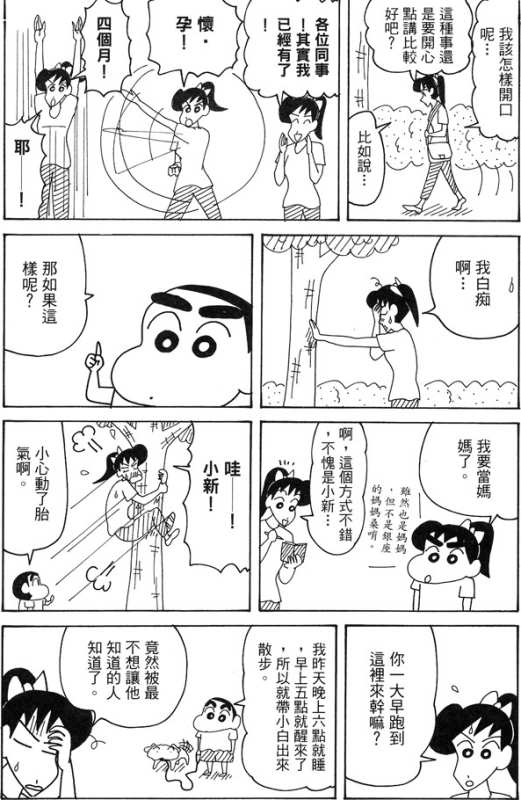 我該怎樣開口
呢…
這種事還
是要開心
點講比較
好吧？
比如說…
各位同事
！其實我
已經有了
！
懷‧
孕！
四個月！
耶　！
我白痴
啊…
那如果這
樣呢？
我要當媽
媽了。
雖然也是媽媽
，但不是銀座
的媽媽桑唷。
啊，這個方式不錯
，不愧是小新…
哇　！
小新！
小心動了胎
氣啊。
你一大早跑到
這裡來幹嘛？
我昨天晚上六點就睡
，早上五點就醒來了
，所以就帶小白出來
散步。
竟然被最
不想讓他
知道的人
知道了。